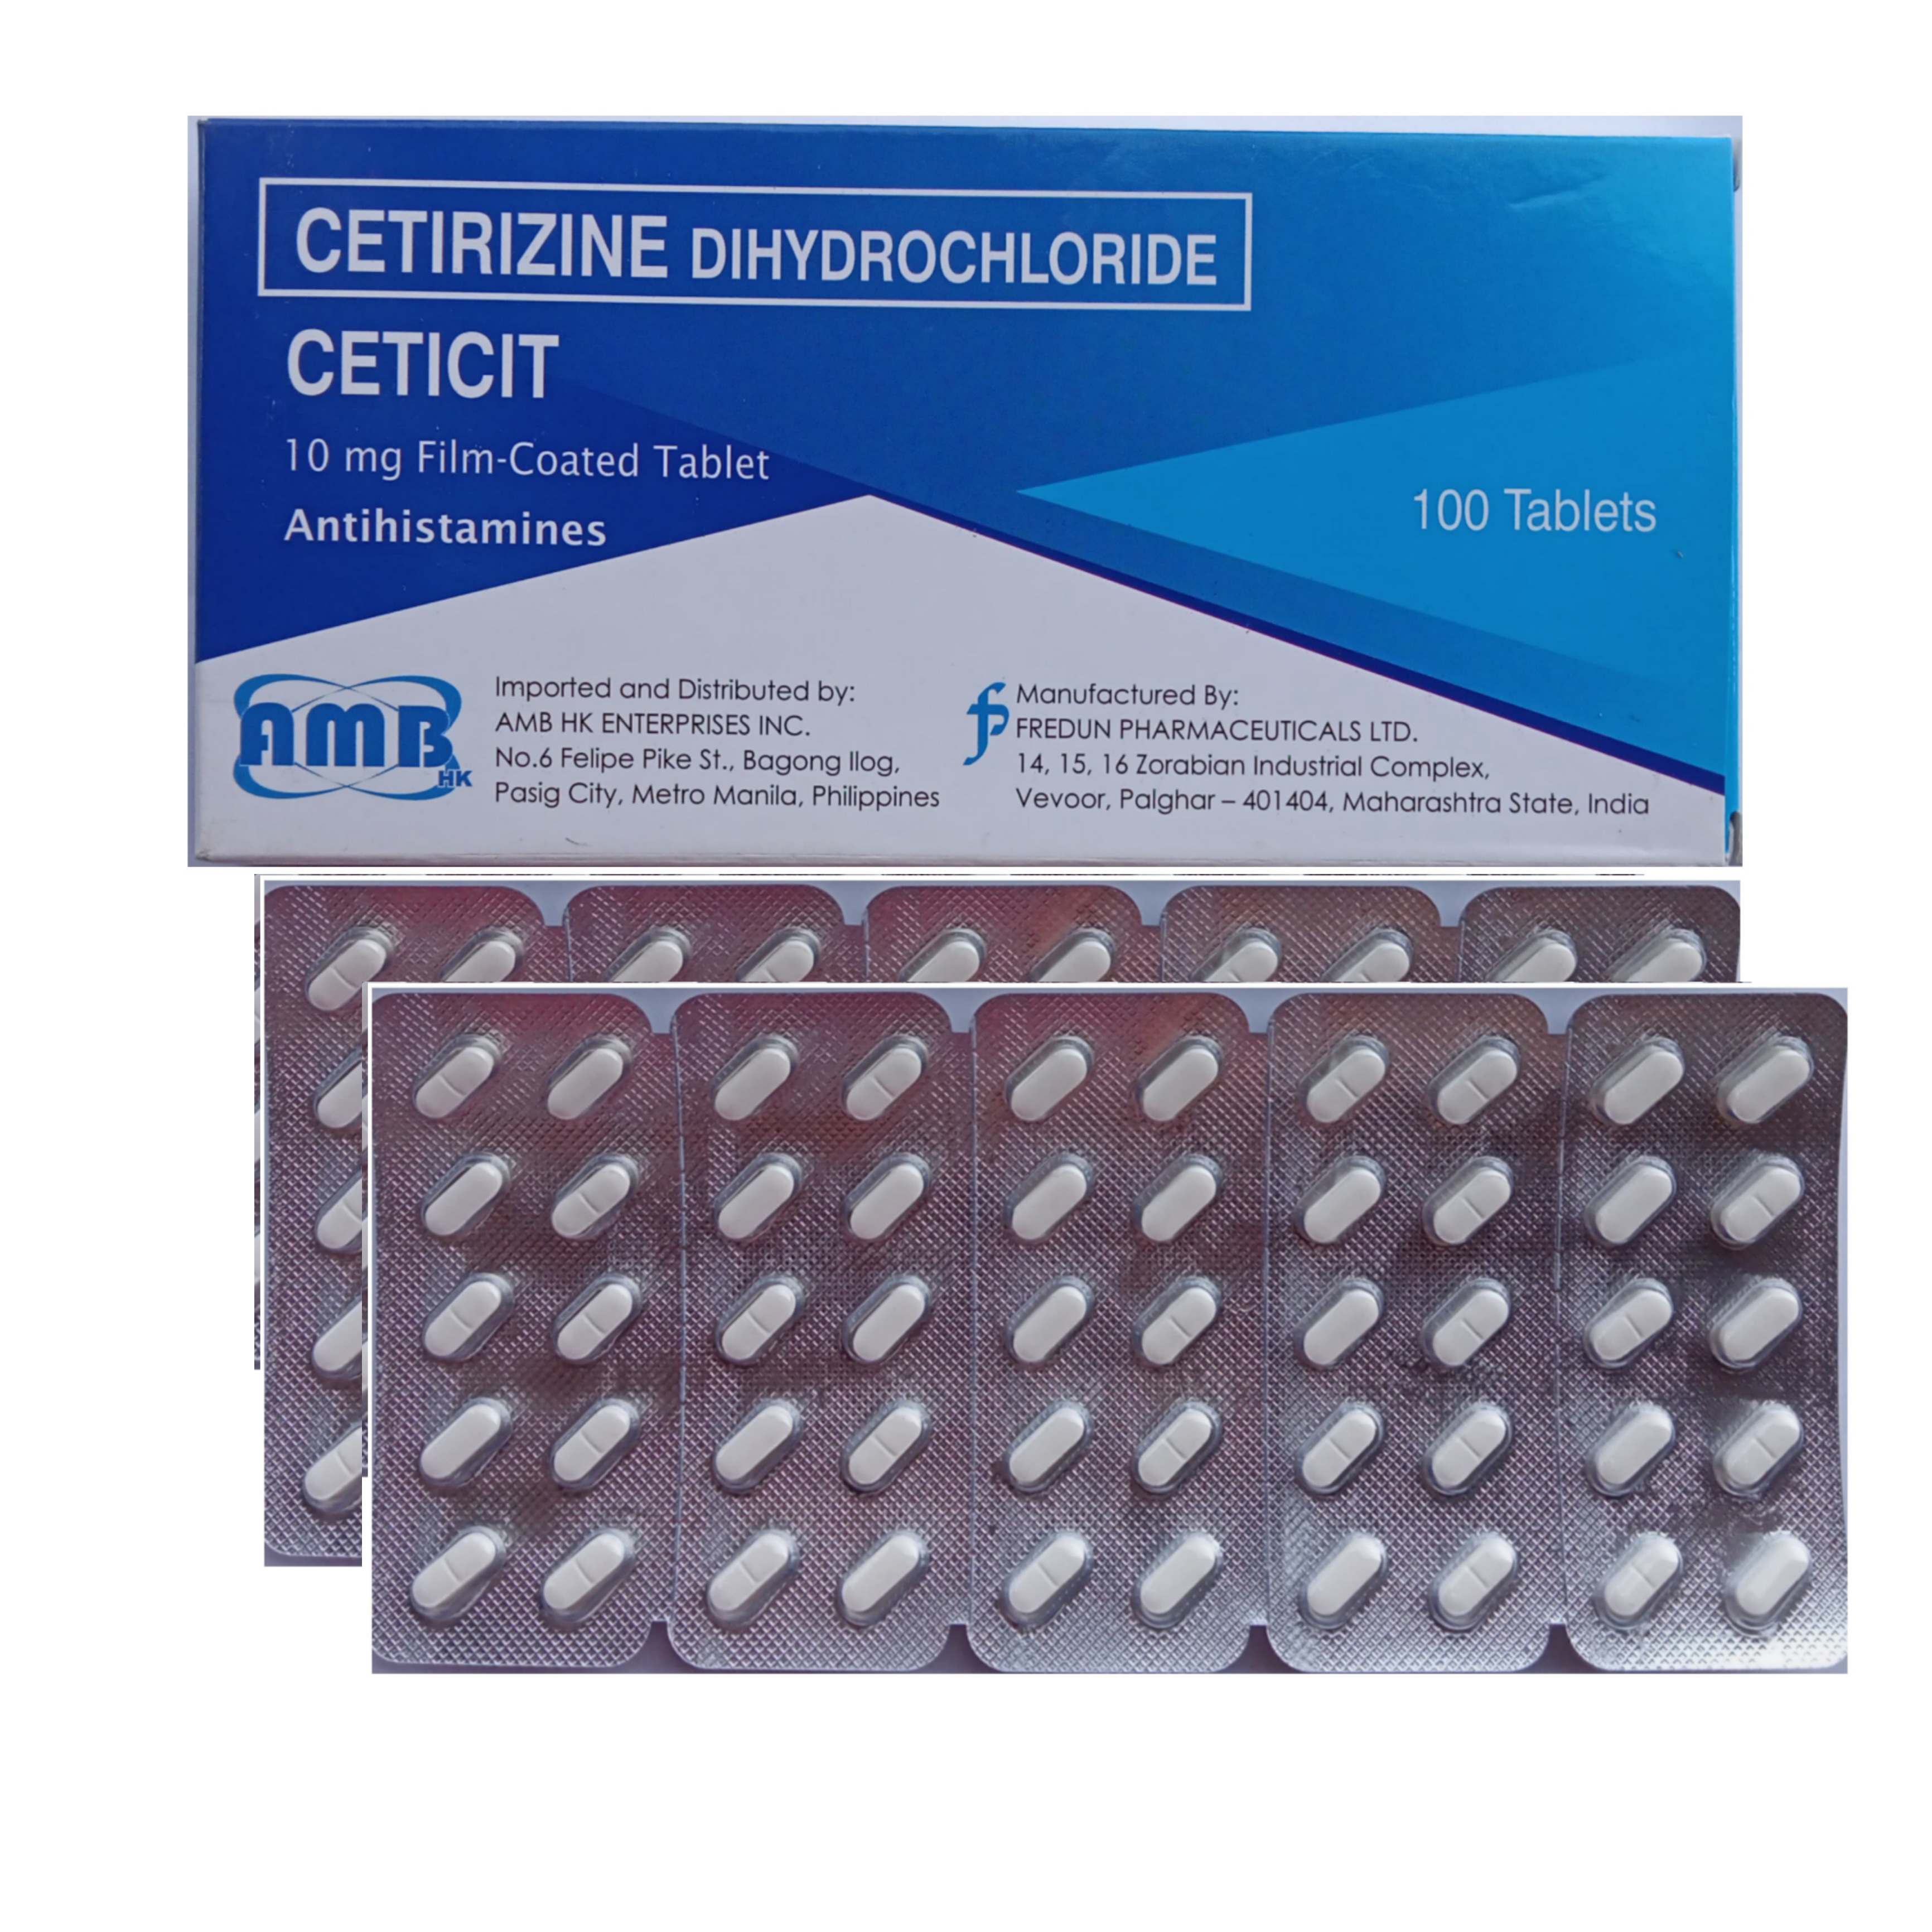 CETIRIZINE DIHYDROCHLORIDE
CETICIT
10 mg Film-Coated Tablet
Antihistamines
100 Tablets
AMB HK
Imported and Distributed by:
AMB HK ENTERPRISES INC.
No.6 Felipe Pike St., Bagong Ilog,
Pasig City, Metro Manila, Philippines
fp
Manufactured By:
FREDUN PHARMACEUTICALS LTD.
14, 15, 16 Zorabian Industrial Complex,
Vevoor, Palghar – 401404, Maharashtra State, India